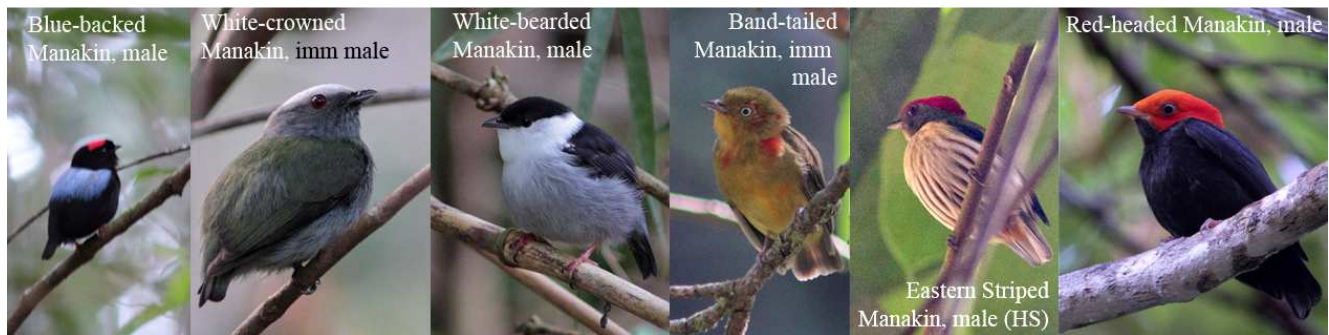 Blue-backed
Manakin, male
White-crowned
Manakin, imm male
White-bearded
Manakin, male
Band-tailed
Manakin, imm
male
Eastern Striped
Manakin, male (HS)
Red-headed Manakin, male